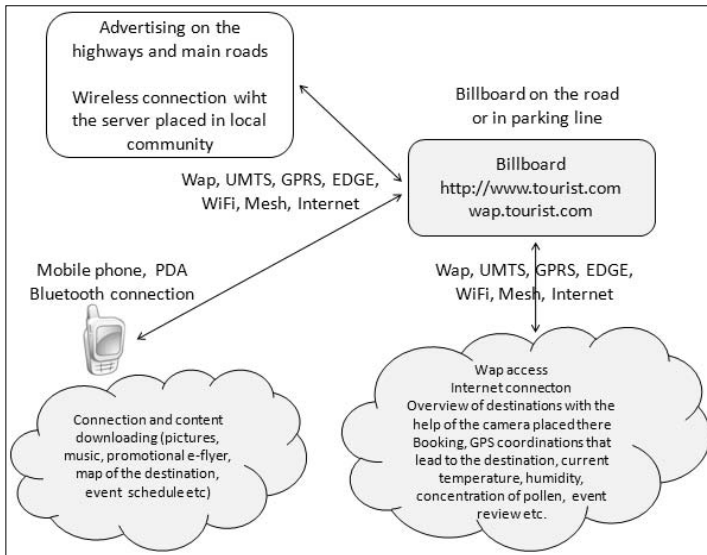 Advertising on the
highways and main roads
Wireless connection wiht
the server placed in local
community
Billboard on the road
or in parking line
Billboard
http://www.tourist.com
wap.tourist.com
Wap, UMTS, GPRS, EDGE,
WiFi, Mesh, Internet
Mobile phone, PDA
Bluetooth connection
Wap, UMTS, GPRS, EDGE,
WiFi, Mesh, Internet
Connection and content
downloading (pictures,
music, promotional e-flyer,
map of the destination,
event schedule etc)
Wap access
Internet connecton
Overview of destinations with the
help of the camera placed there
Booking, GPS coordinations that
lead to the destination, current
temperature, humidity,
concentration of pollen, event
review etc.